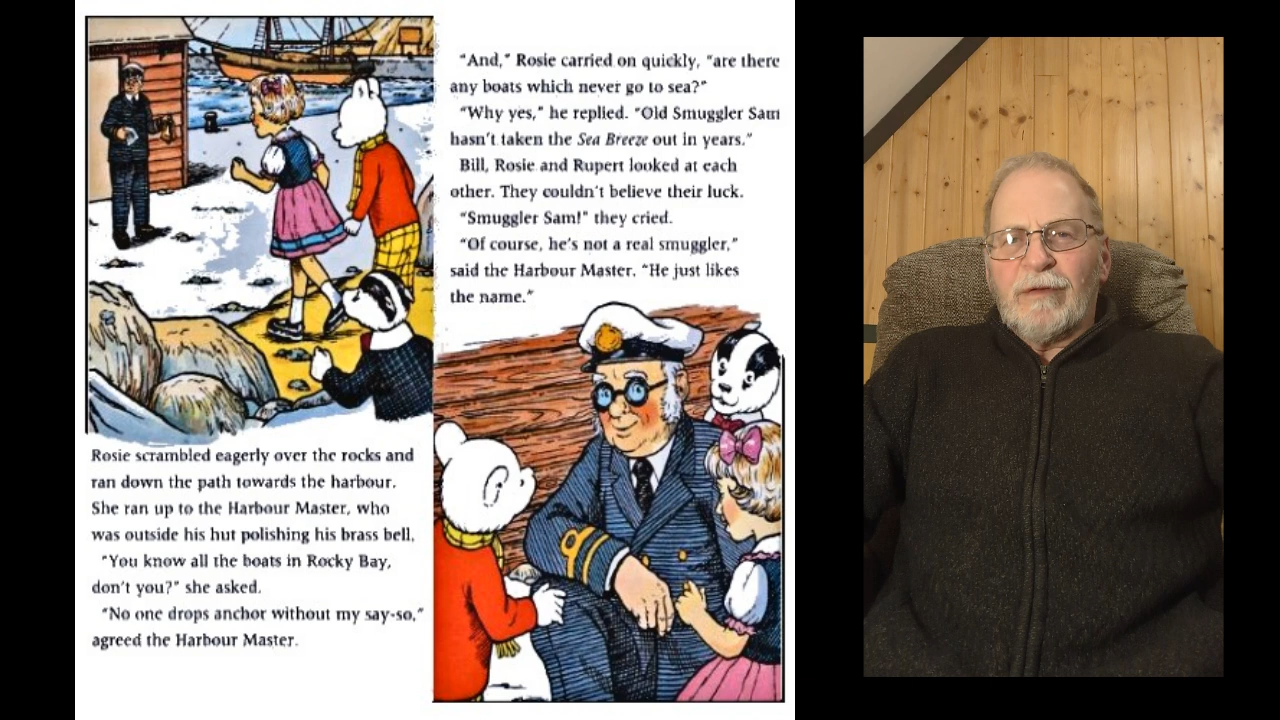 Rosie scrambled eagerly over the rocks and
ran down the path towards the harbour.
She ran up to the Harbour Master, who
was outside his hut polishing his brass bell.
"You know all the boats in Rocky Bay,
don't you?" she asked.
"No one drops anchor without my say-so,"
agreed the Harbour Master.
"And," Rosie carried on quickly, "are there
any boats which never go to sea?"
"Why yes," he replied. "Old Smuggler Sam
hasn't taken the Sea Breeze out in years."
Bill, Rosie and Rupert looked at each
other. They couldn't believe their luck.
"Smuggler Sam!" they cried.
"Of course, he's not a real smuggler,"
said the Harbour Master. "He just likes
the name."